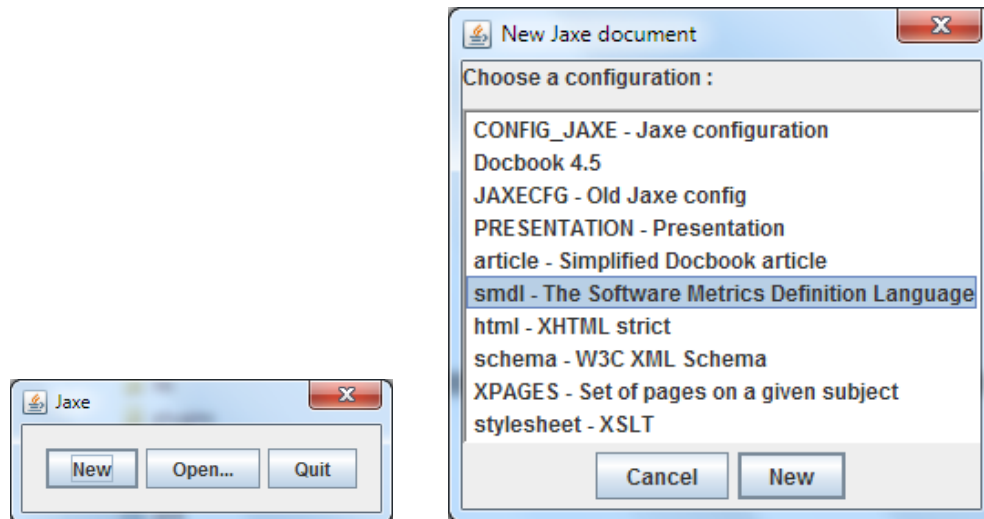 Jaxe
New Open... Quit
New Jaxe document
Choose a configuration :
CONFIG_JAXE - Jaxe configuration
Docbook 4.5
JAXECFG - Old Jaxe config
PRESENTATION - Presentation
article - Simplified Docbook article
smdl - The Software Metrics Definition Language
html - XHTML strict
schema - W3C XML Schema
XPAGES - Set of pages on a given subject
stylesheet - XSLT
Cancel New